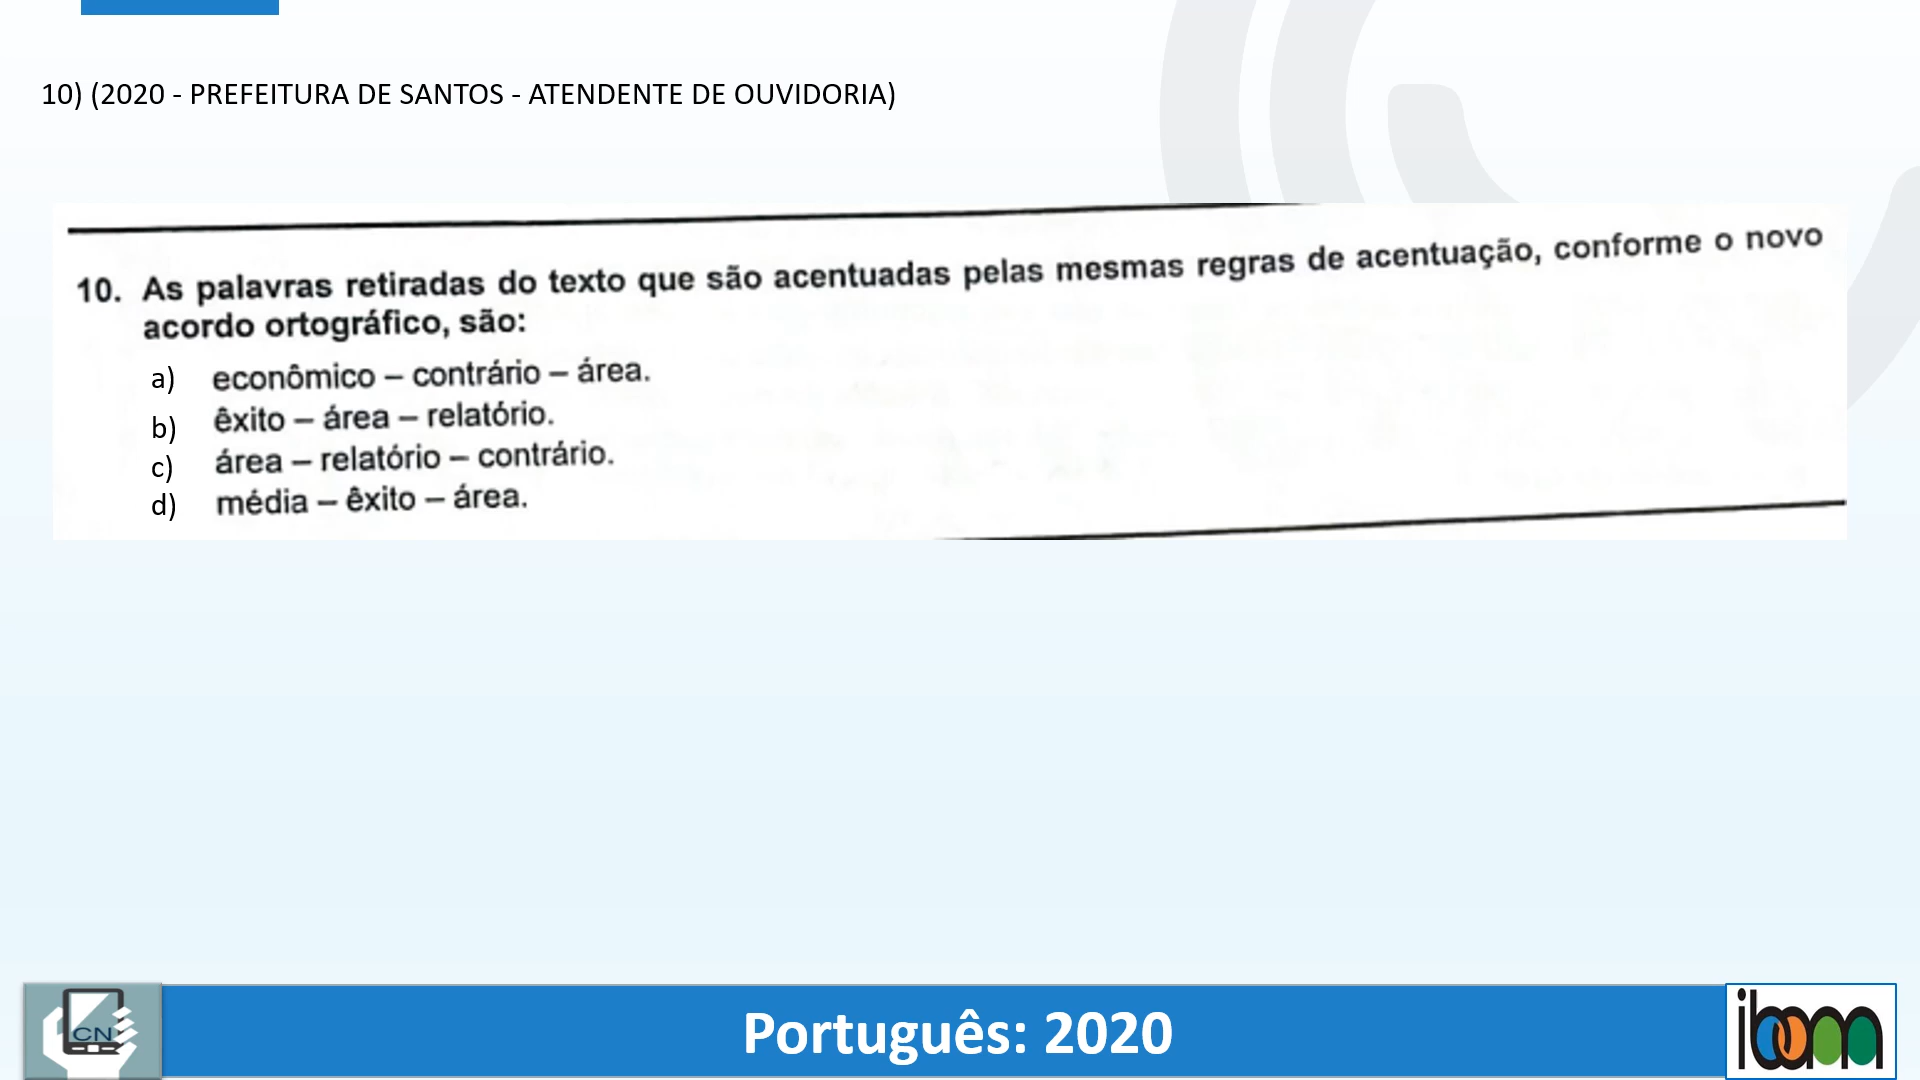 10) (2020 - PREFEITURA DE SANTOS - ATENDENTE DE OUVIDORIA)
10. As palavras retiradas do texto que são acentuadas pelas mesmas regras de acentuação, conforme o novo
acordo ortográfico, são:
a) econômico – contrário – área.
b) êxito – área – relatório.
c) área – relatório – contrário.
d) média – êxito – área.
CN
Português: 2020
ibam